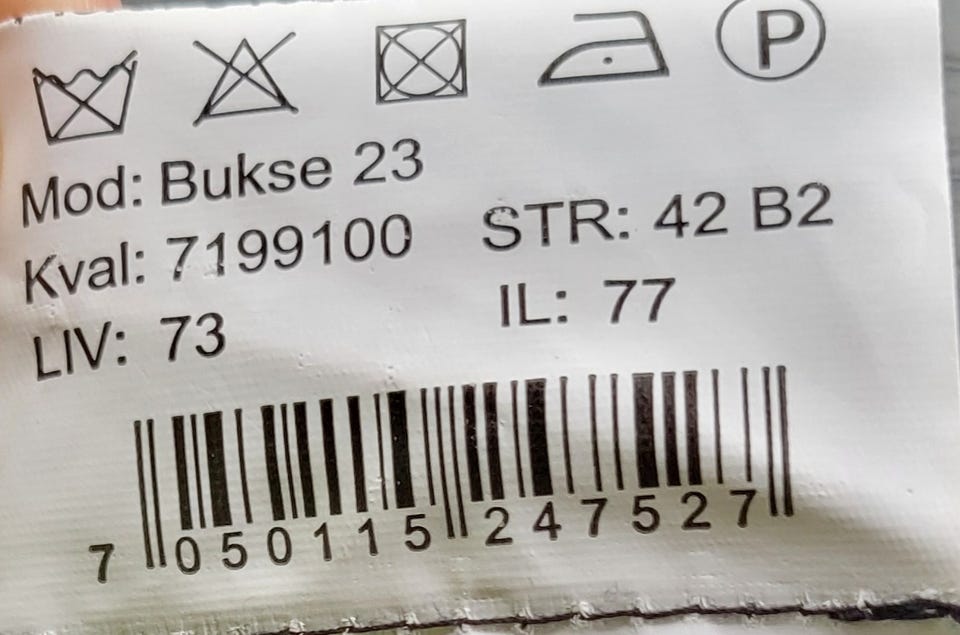 P
Mod: Bukse 23
Kval: 7199100 STR: 42 B2
LIV: 73 IL: 77
7 050115 247527